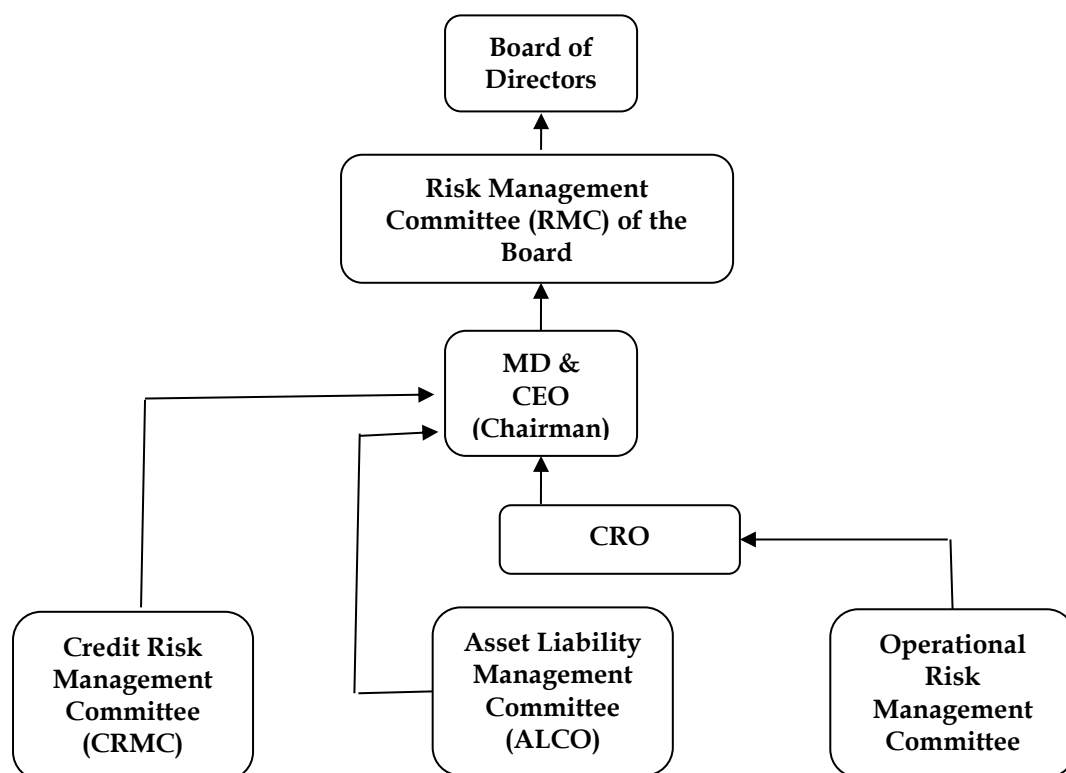 Board of
Directors
Risk Management
Committee (RMC) of the
Board
MD &
CEO
(Chairman)
CRO
Credit Risk
Management
Committee
(CRMC)
Asset Liability
Management
Committee
(ALCO)
Operational
Risk
Management
Committee